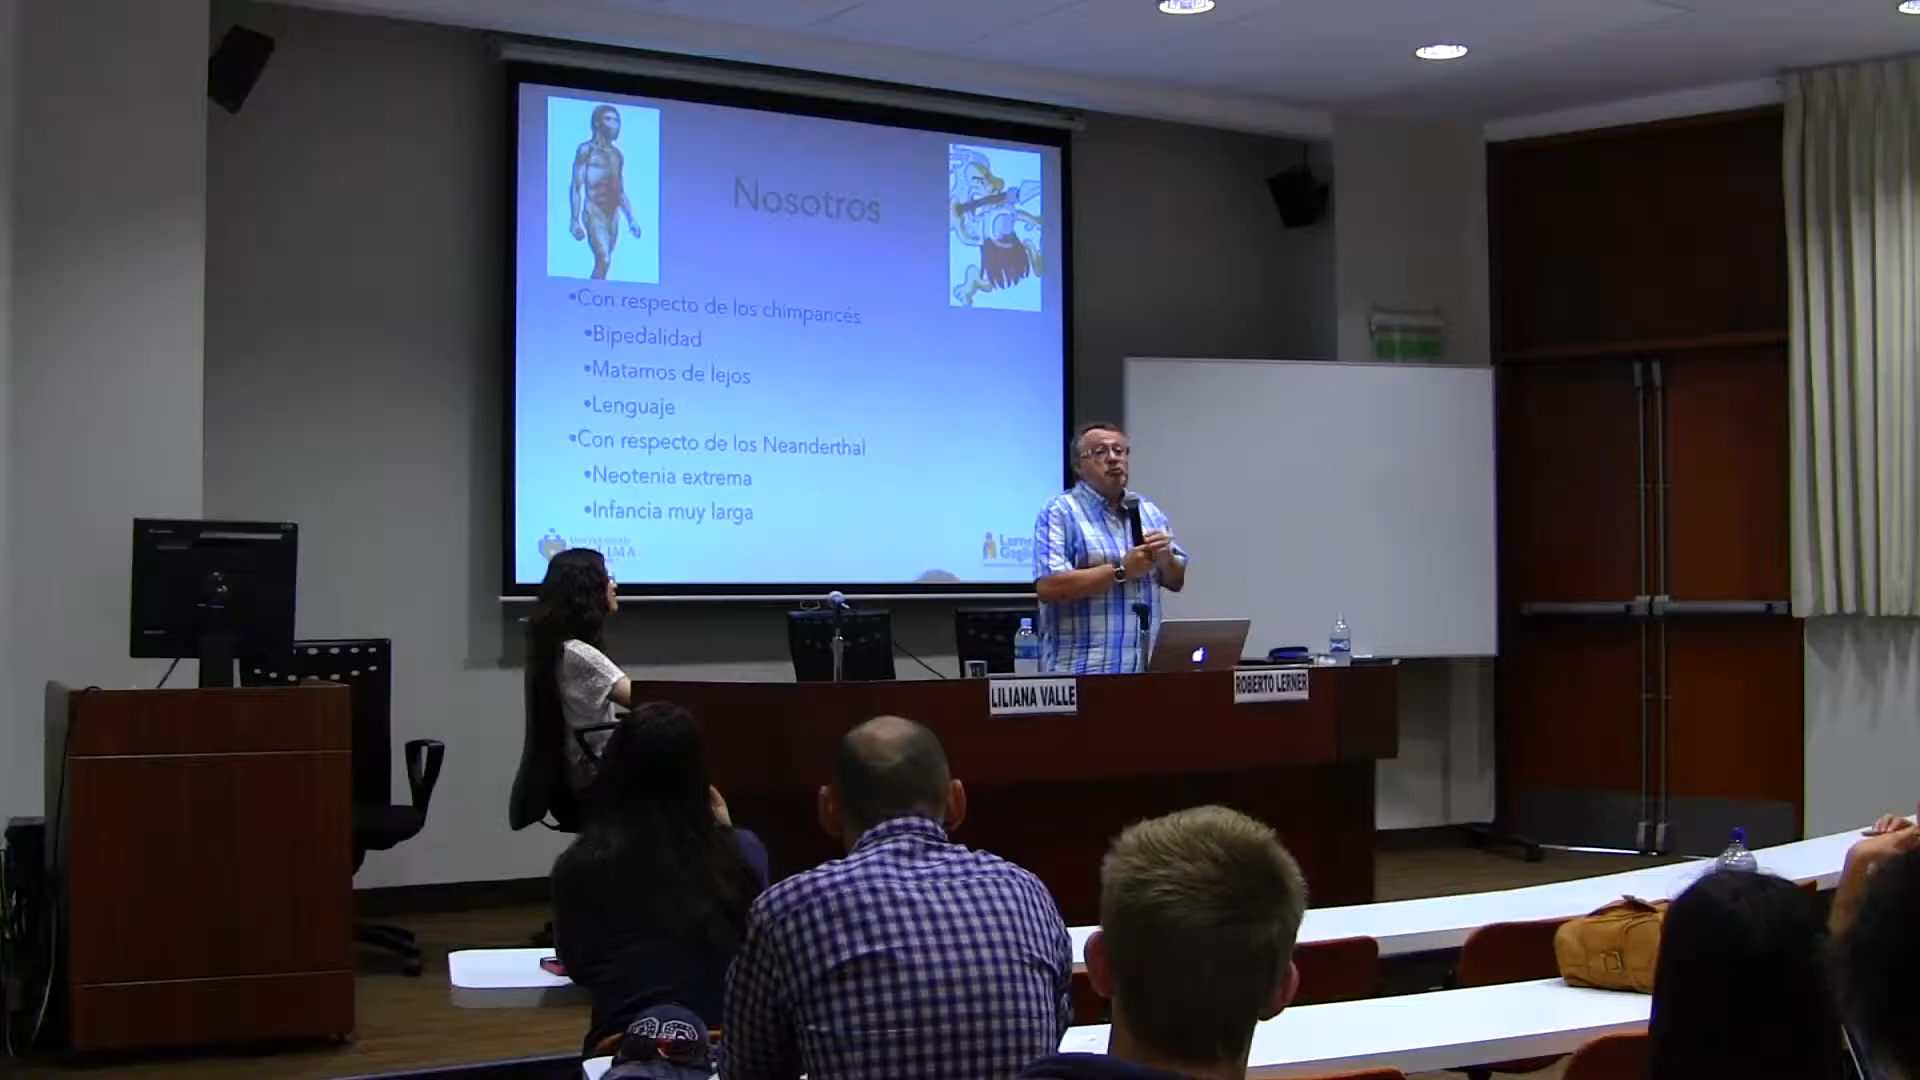 Nosotros
•Con respecto de los chimpancés
•Bipedalidad
•Matamos de lejos
•Lenguaje
•Con respecto de los Neanderthal
•Neotenia extrema
•Infancia muy larga
LIMA
LILIANA VALLE
ROBERTO LERNER